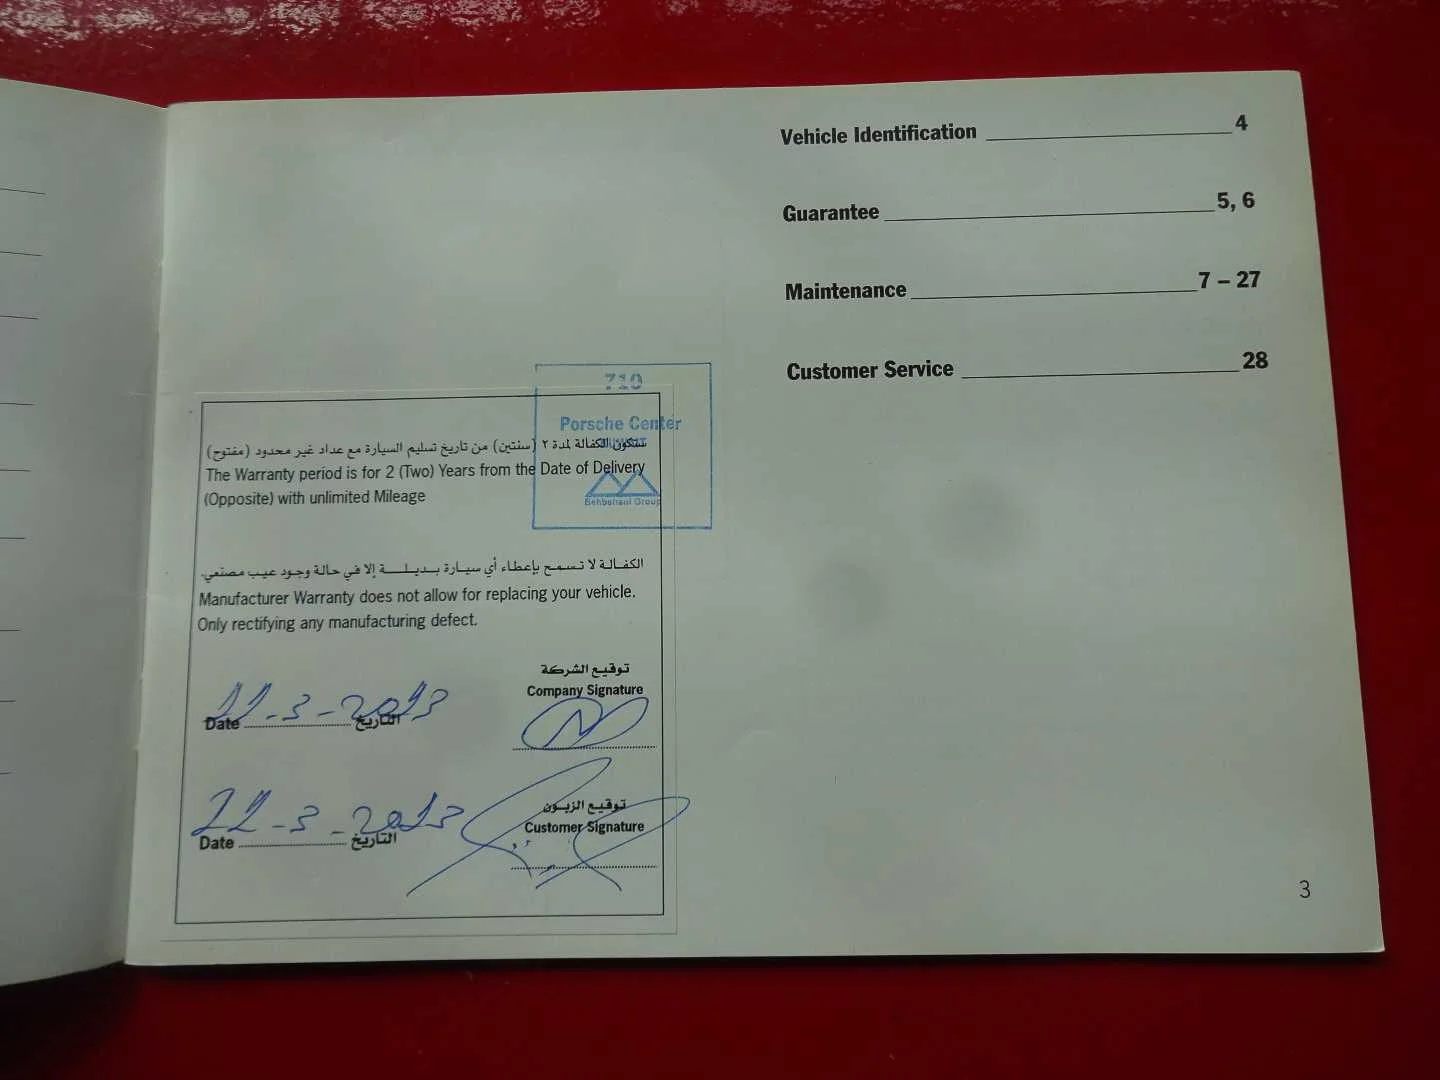 Vehicle Identification 4
Guarantee 5, 6
Maintenance 7 – 27
Customer Service 28
710
Porsche Center
KUWAIT
Behbehani Group
ستكون الكفالة لمدة ٢ (سنتين) من تاريخ تسليم السيارة مع عداد غير محدود (مفتوح)
The Warranty period is for 2 (Two) Years from the Date of Delivery
(Opposite) with unlimited Mileage
الكفالة لا تسمح بإعطاء أي سيارة بديلة إلا في حالة وجود عيب مصنعي.
Manufacturer Warranty does not allow for replacing your vehicle.
Only rectifying any manufacturing defect.
توقيع الشركة
Company Signature
22-3-2013
Date التاريخ
توقيع الزبون
Customer Signature
22-3-2013
Date التاريخ
3